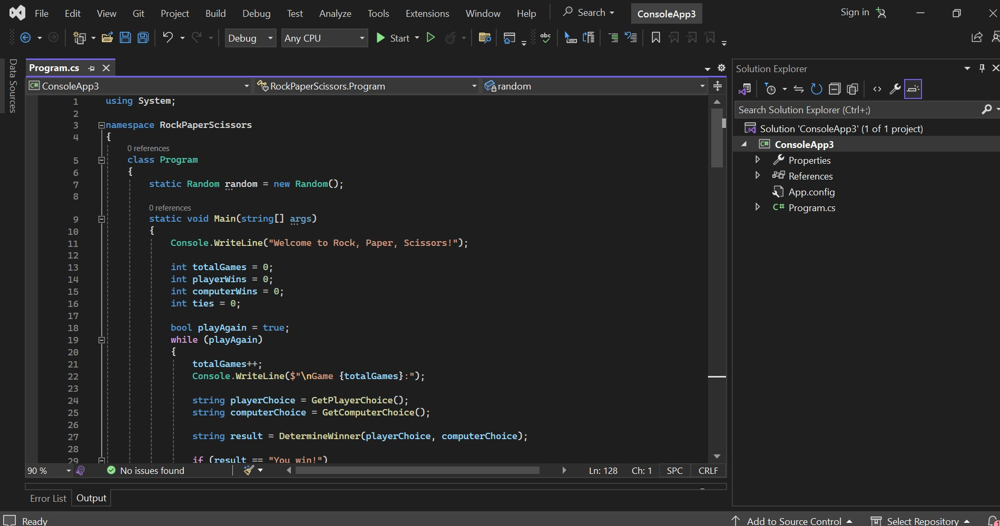 File Edit View Git Project Build Debug Test Analyze Tools Extensions Window Help Search ConsoleApp3 Sign in
Debug Any CPU Start abc
Data Sources
Program.cs
ConsoleApp3 RockPaperScissors.Program random
1 using System;
2
3 namespace RockPaperScissors
4 {
0 references
5 class Program
6 {
7 static Random random = new Random();
8
0 references
9 static void Main(string[] args)
10 {
11 Console.WriteLine("Welcome to Rock, Paper, Scissors!");
12
13 int totalGames = 0;
14 int playerWins = 0;
15 int computerWins = 0;
16 int ties = 0;
17
18 bool playAgain = true;
19 while (playAgain)
20 {
21 totalGames++;
22 Console.WriteLine($"\nGame {totalGames}:");
23
24 string playerChoice = GetPlayerChoice();
25 string computerChoice = GetComputerChoice();
26
27 string result = DetermineWinner(playerChoice, computerChoice);
28
29 if (result == "You win!")
90 % No issues found Ln: 128 Ch: 1 SPC CRLF
Error List Output
Solution Explorer
Search Solution Explorer (Ctrl+;)
Solution 'ConsoleApp3' (1 of 1 project)
C# ConsoleApp3
Properties
References
App.config
C# Program.cs
Ready Add to Source Control Select Repository